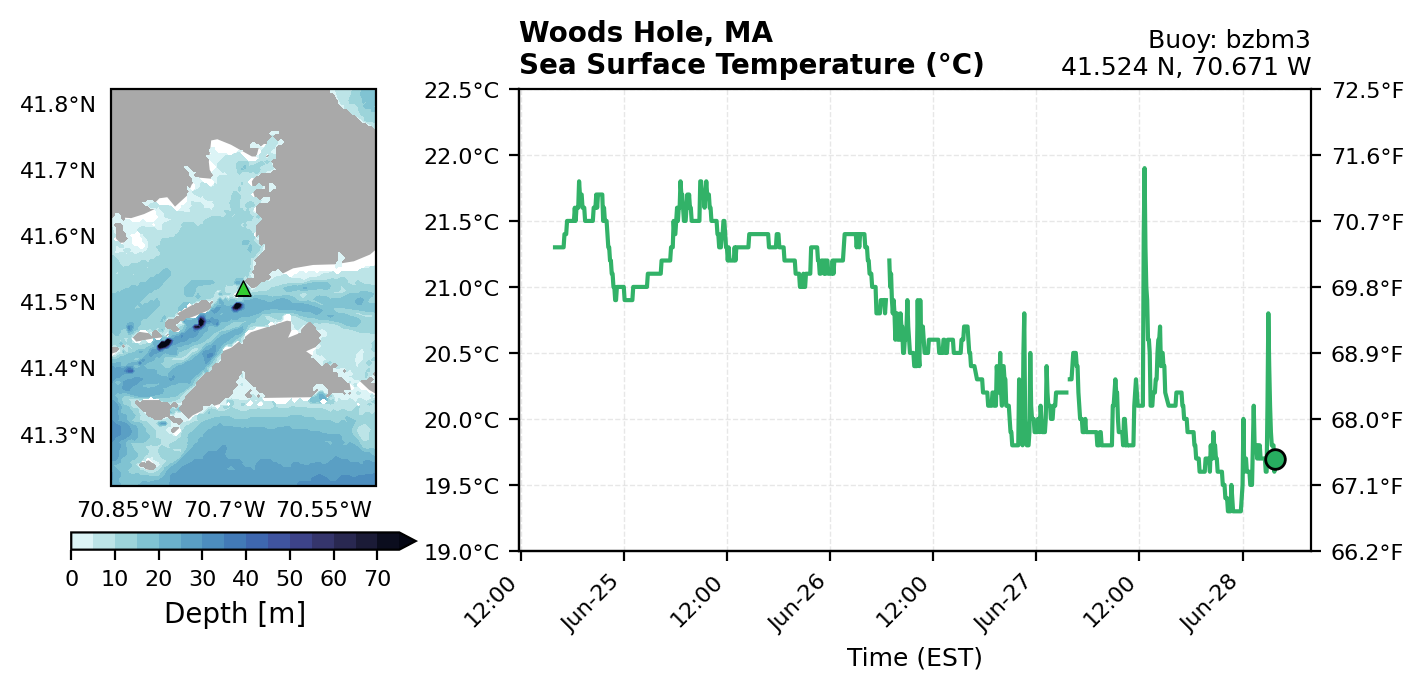 Woods Hole, MA
Sea Surface Temperature (°C)
Buoy: bzbm3
41.524 N, 70.671 W
41.8°N
41.7°N
41.6°N
41.5°N
41.4°N
41.3°N
70.85°W 70.7°W 70.55°W
0 10 20 30 40 50 60 70
Depth [m]
22.5°C
22.0°C
21.5°C
21.0°C
20.5°C
20.0°C
19.5°C
19.0°C
72.5°F
71.6°F
70.7°F
69.8°F
68.9°F
68.0°F
67.1°F
66.2°F
12:00 Jun-25 12:00 Jun-26 12:00 Jun-27 12:00 Jun-28
Time (EST)